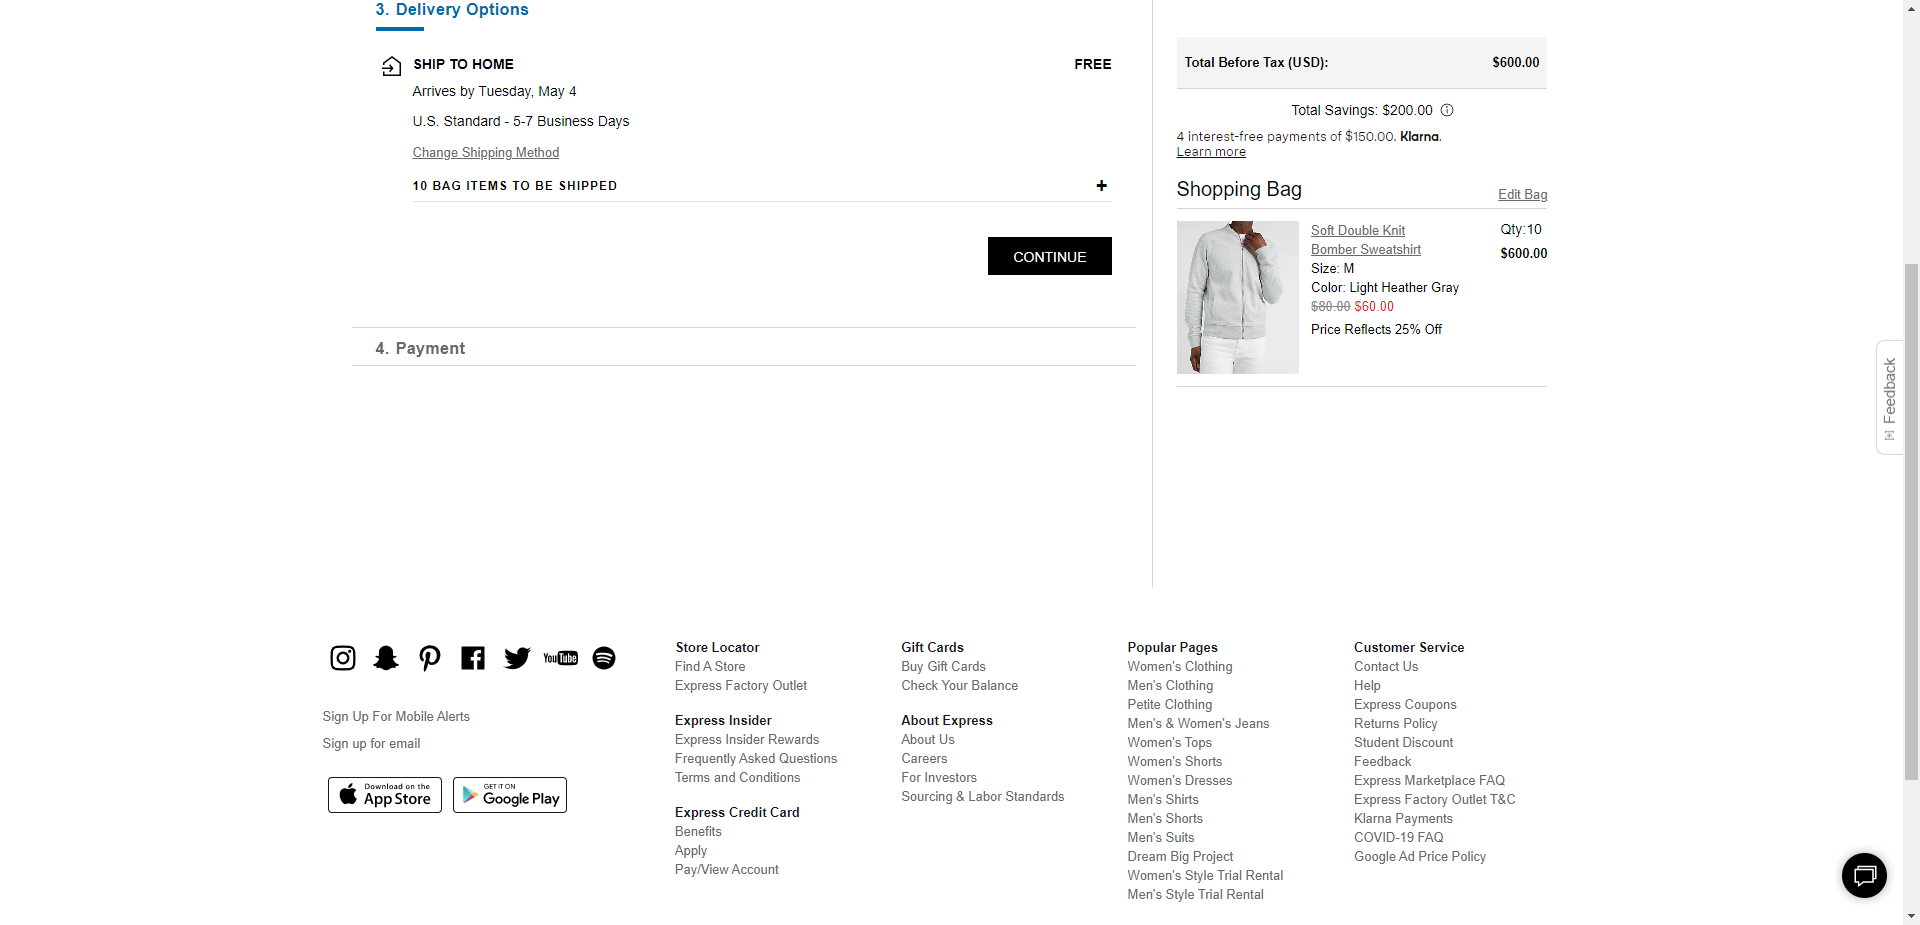 3. Delivery Options
SHIP TO HOME
FREE
Arrives by Tuesday, May 4
U.S. Standard - 5-7 Business Days
Change Shipping Method
10 BAG ITEMS TO BE SHIPPED
+
CONTINUE
4. Payment
Total Before Tax (USD):
$600.00
Total Savings: $200.00
4 interest-free payments of $150.00. Klarna.
Learn more
Shopping Bag
Edit Bag
Soft Double Knit
Bomber Sweatshirt
Size: M
Color: Light Heather Gray
$80.00 $60.00
Price Reflects 25% Off
Qty:10
$600.00
Feedback
YouTube
Sign Up For Mobile Alerts
Sign up for email
Download on the
App Store
GET IT ON
Google Play
Store Locator
Find A Store
Express Factory Outlet
Express Insider
Express Insider Rewards
Frequently Asked Questions
Terms and Conditions
Express Credit Card
Benefits
Apply
Pay/View Account
Gift Cards
Buy Gift Cards
Check Your Balance
About Express
About Us
Careers
For Investors
Sourcing & Labor Standards
Popular Pages
Women's Clothing
Men's Clothing
Petite Clothing
Men's & Women's Jeans
Women's Tops
Women's Shorts
Women's Dresses
Men's Shirts
Men's Shorts
Men's Suits
Dream Big Project
Women's Style Trial Rental
Men's Style Trial Rental
Customer Service
Contact Us
Help
Express Coupons
Returns Policy
Student Discount
Feedback
Express Marketplace FAQ
Express Factory Outlet T&C
Klarna Payments
COVID-19 FAQ
Google Ad Price Policy